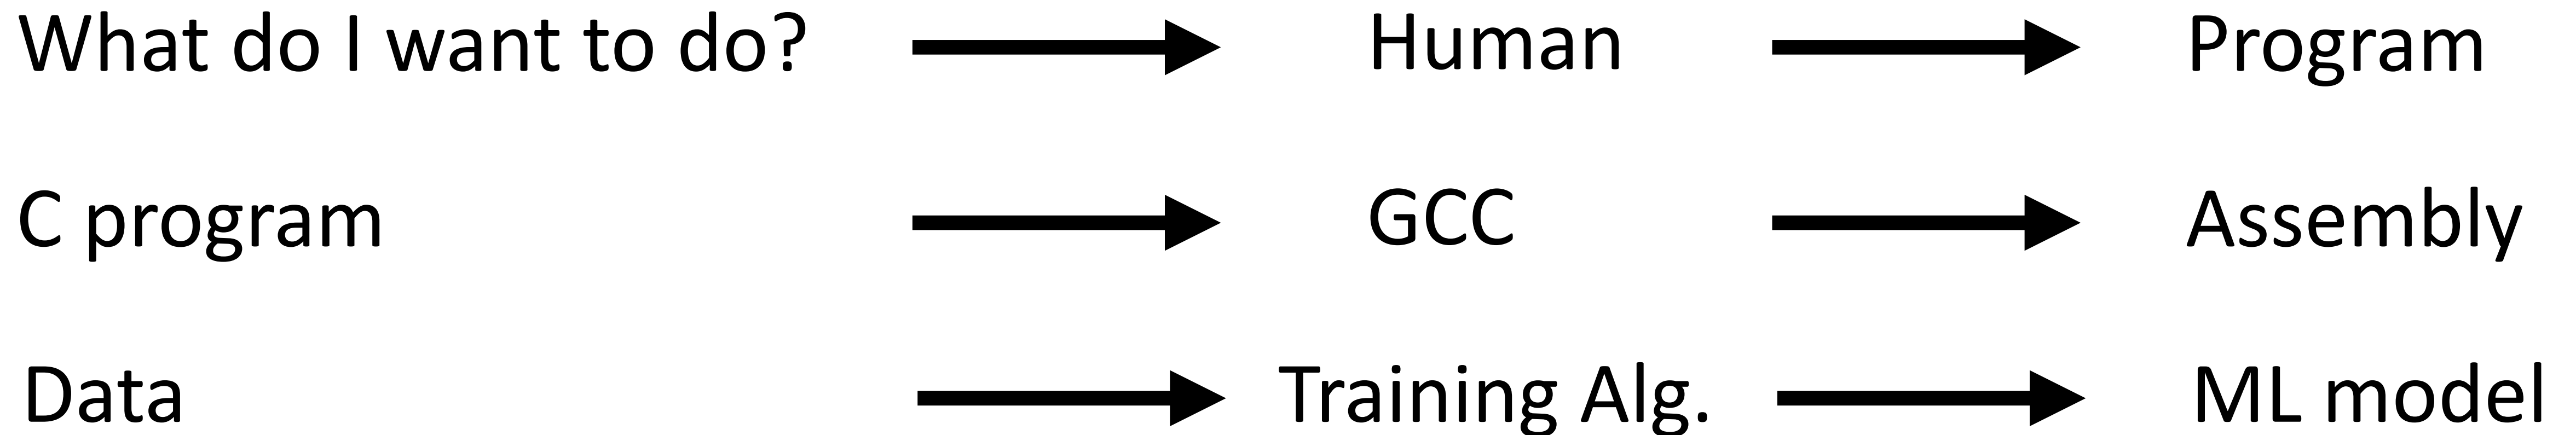 What do I want to do? Human Program
C program GCC Assembly
Data Training Alg. ML model